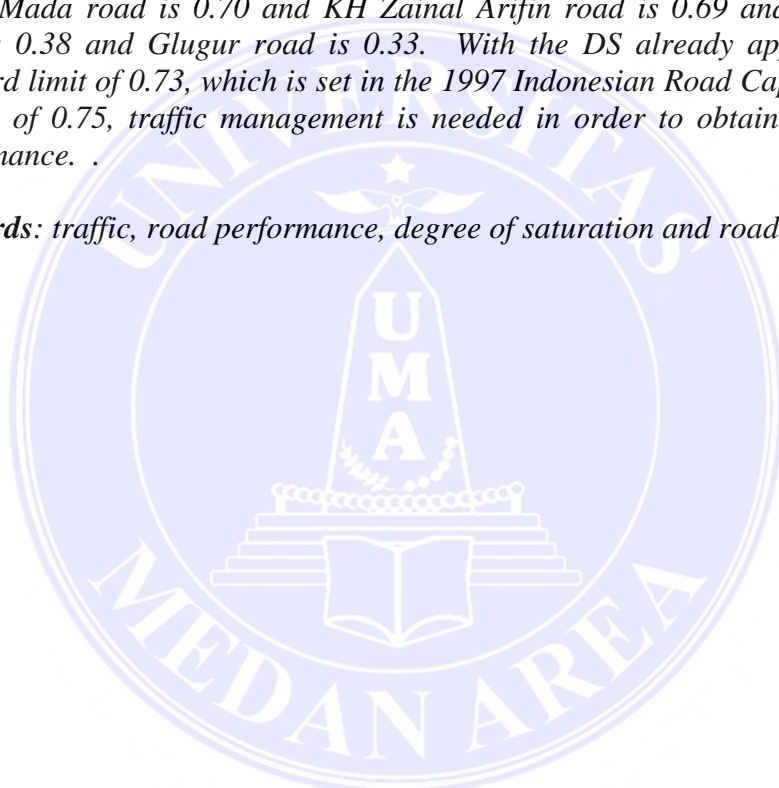 Mada road is 0.70 and KH Zainal Arifin road is 0.69 and
0.38 and Glugur road is 0.33. With the DS already ap
rd limit of 0.73, which is set in the 1997 Indonesian Road Cap
of 0.75, traffic management is needed in order to obtain
mance. .
rds: traffic, road performance, degree of saturation and road
UNIVERSITAS
U
M
A
MEDAN AREA